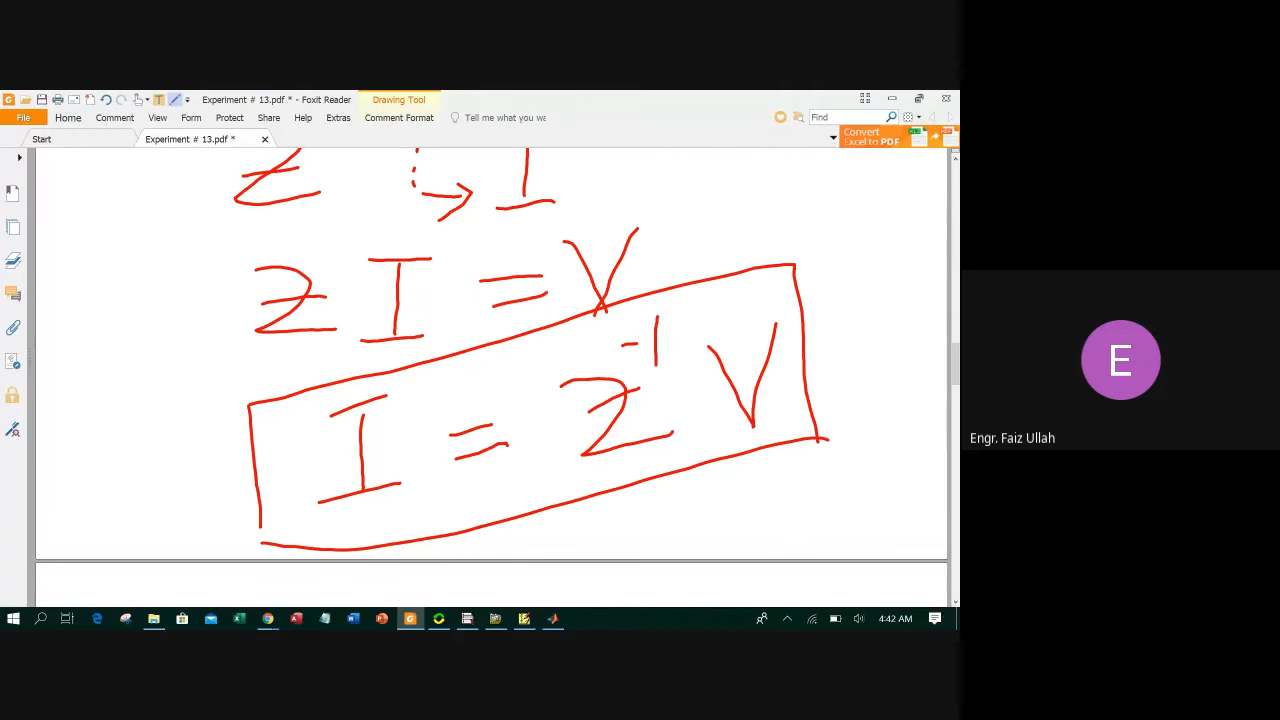 Experiment # 13.pdf * - Foxit Reader
Drawing Tool
File Home Comment View Form Protect Share Help Extras Comment Format Tell me what you wa
Find
Start
Experiment # 13.pdf *
Convert
Excel to PDF
Z I
Z I = V
I = Z -1 V
E
Engr. Faiz Ullah
4:42 AM